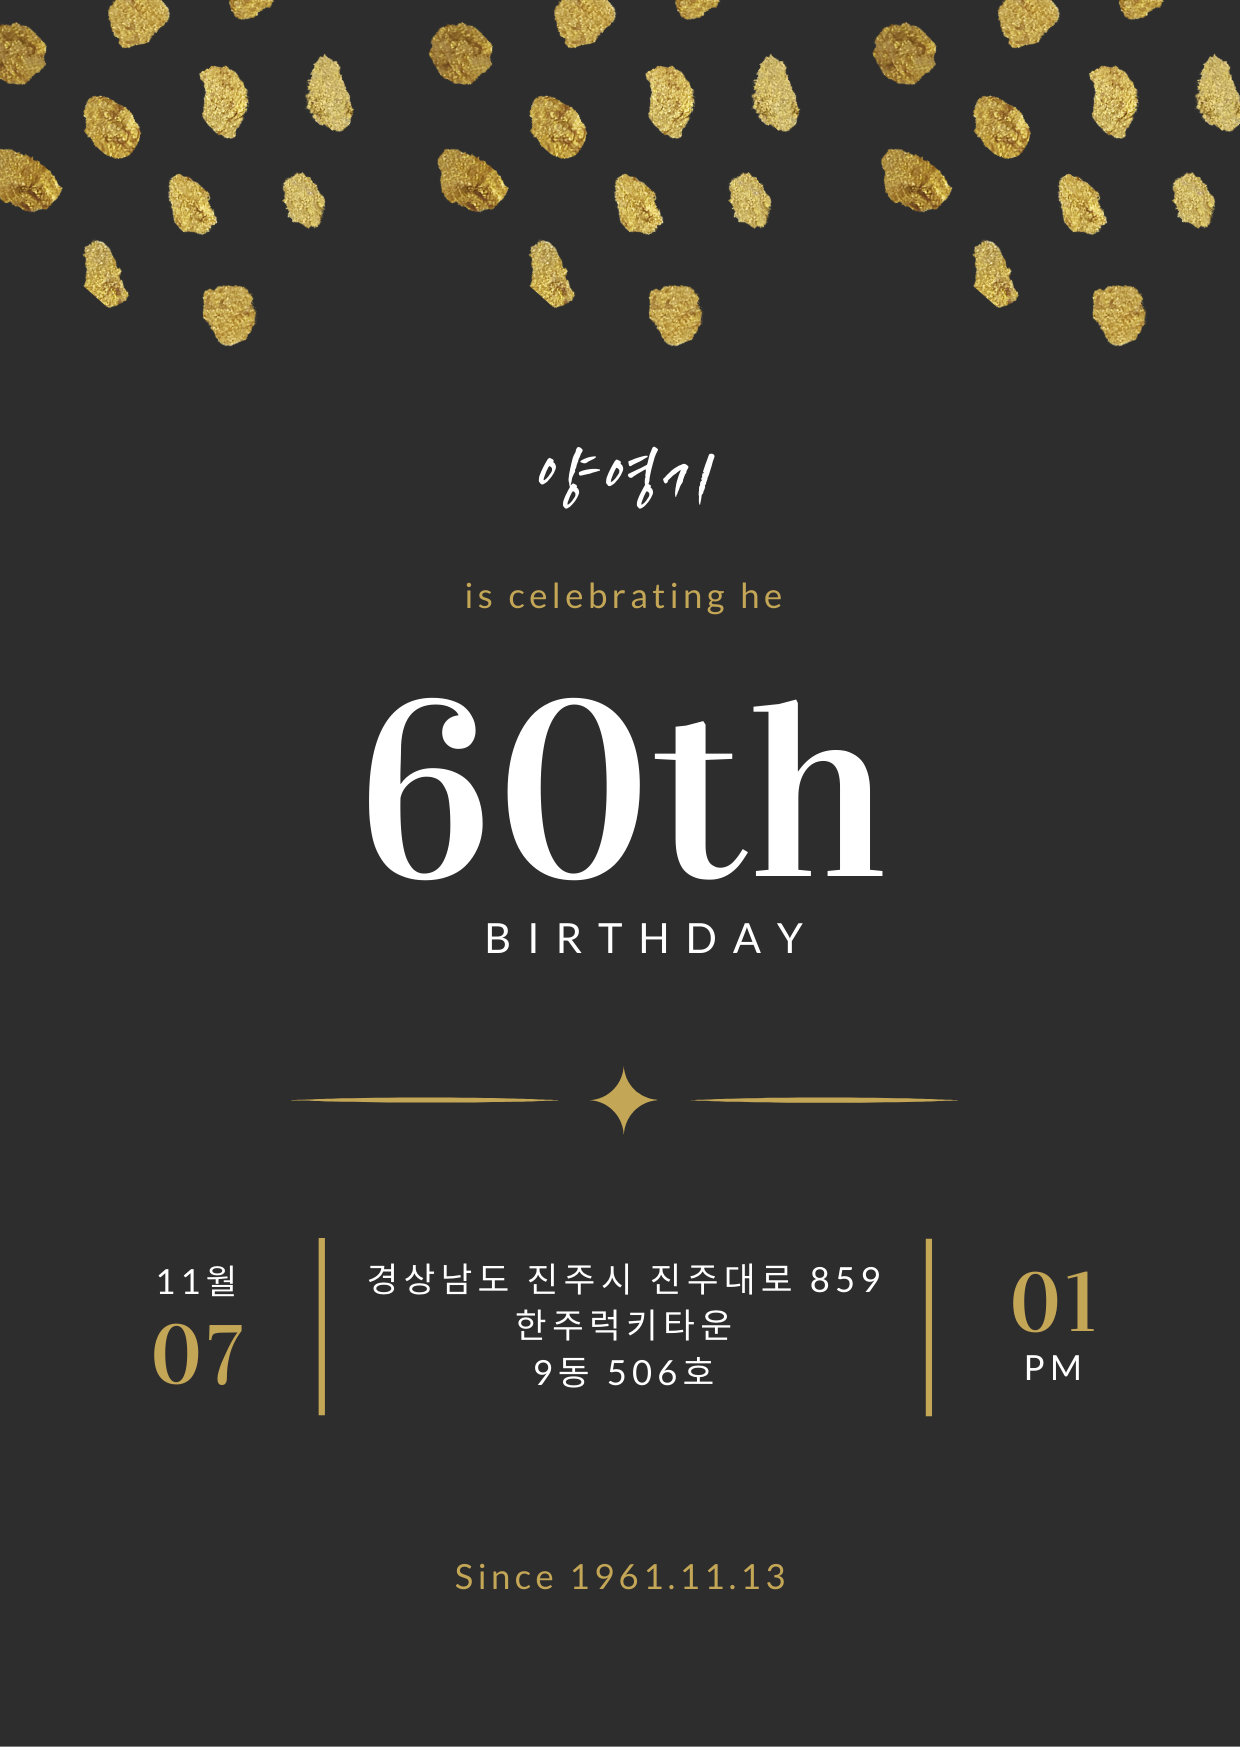 양영기
is celebrating he
60th
BIRTHDAY
11월
07
경상남도 진주시 진주대로 859
한주럭키타운
9동 506호
01
PM
Since 1961.11.13